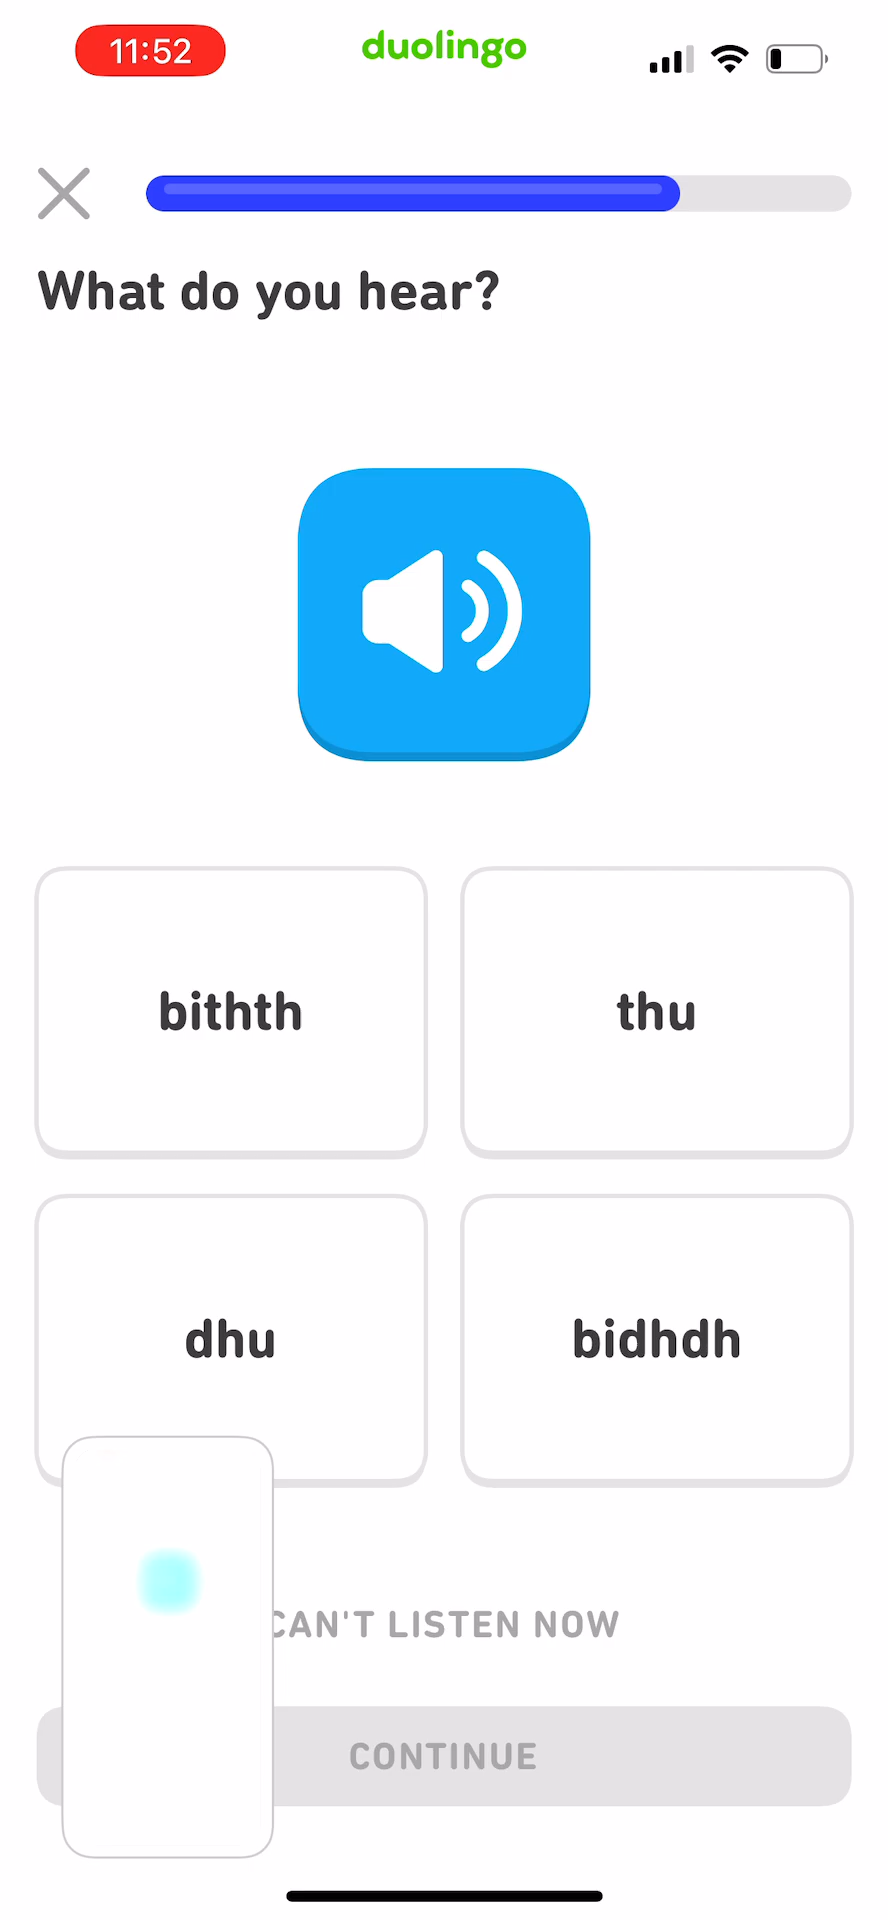 11:52
duolingo
What do you hear?
bithth
thu
dhu
bidhdh
CAN'T LISTEN NOW
CONTINUE